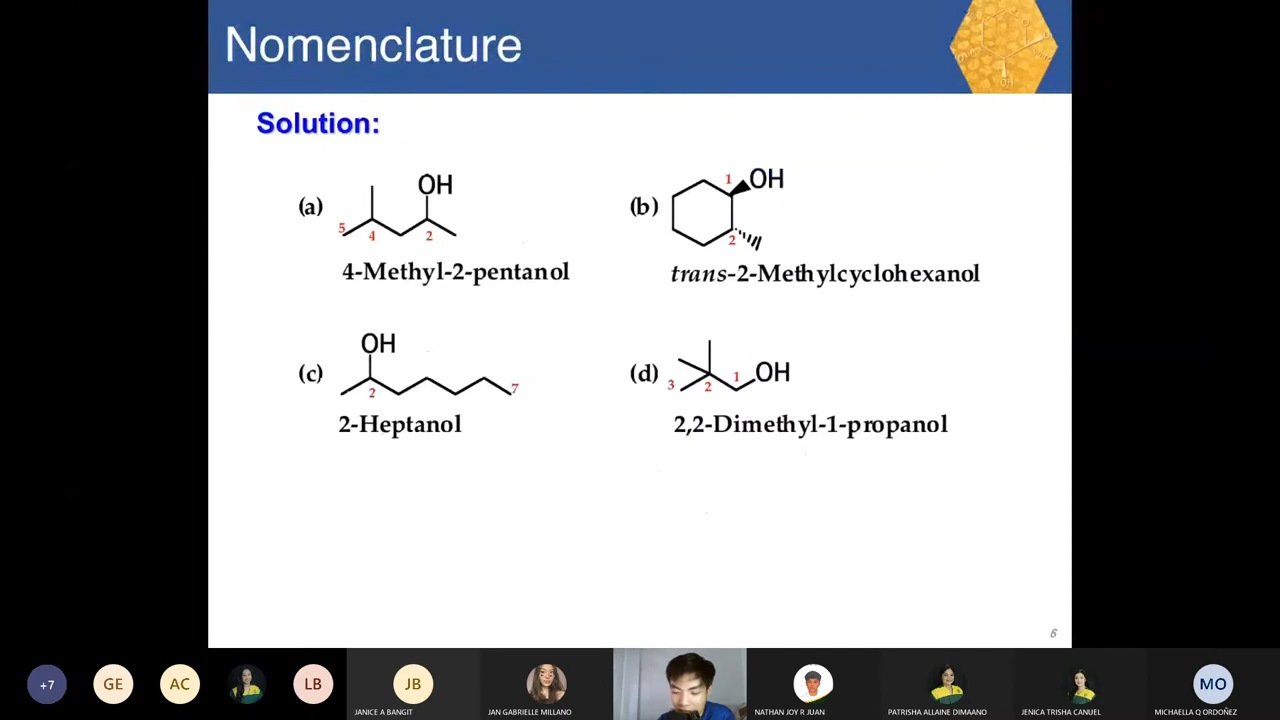 Nomenclature
OH
Solution:
(a)
OH
5
4
2
4-Methyl-2-pentanol
(b)
1
OH
2
trans-2-Methylcyclohexanol
(c)
OH
2
7
2-Heptanol
(d)
3
2
1
OH
2,2-Dimethyl-1-propanol
6
+7
GE
AC
LB
JB
JANICE A BANGIT
JAN GABRIELLE MILLANO
NATHAN JOY R JUAN
PATRISHA ALLAINE DIMAANO
JENICA TRISHA CANUEL
MO
MICHAELLA Q ORDOÑEZ